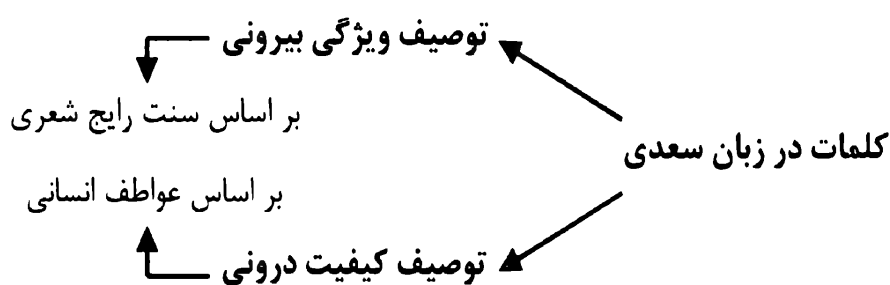 توصیف ویژگی بیرونی
بر اساس سنت رایج شعری
کلمات در زبان سعدی
بر اساس عواطف انسانی
توصیف کیفیت درونی